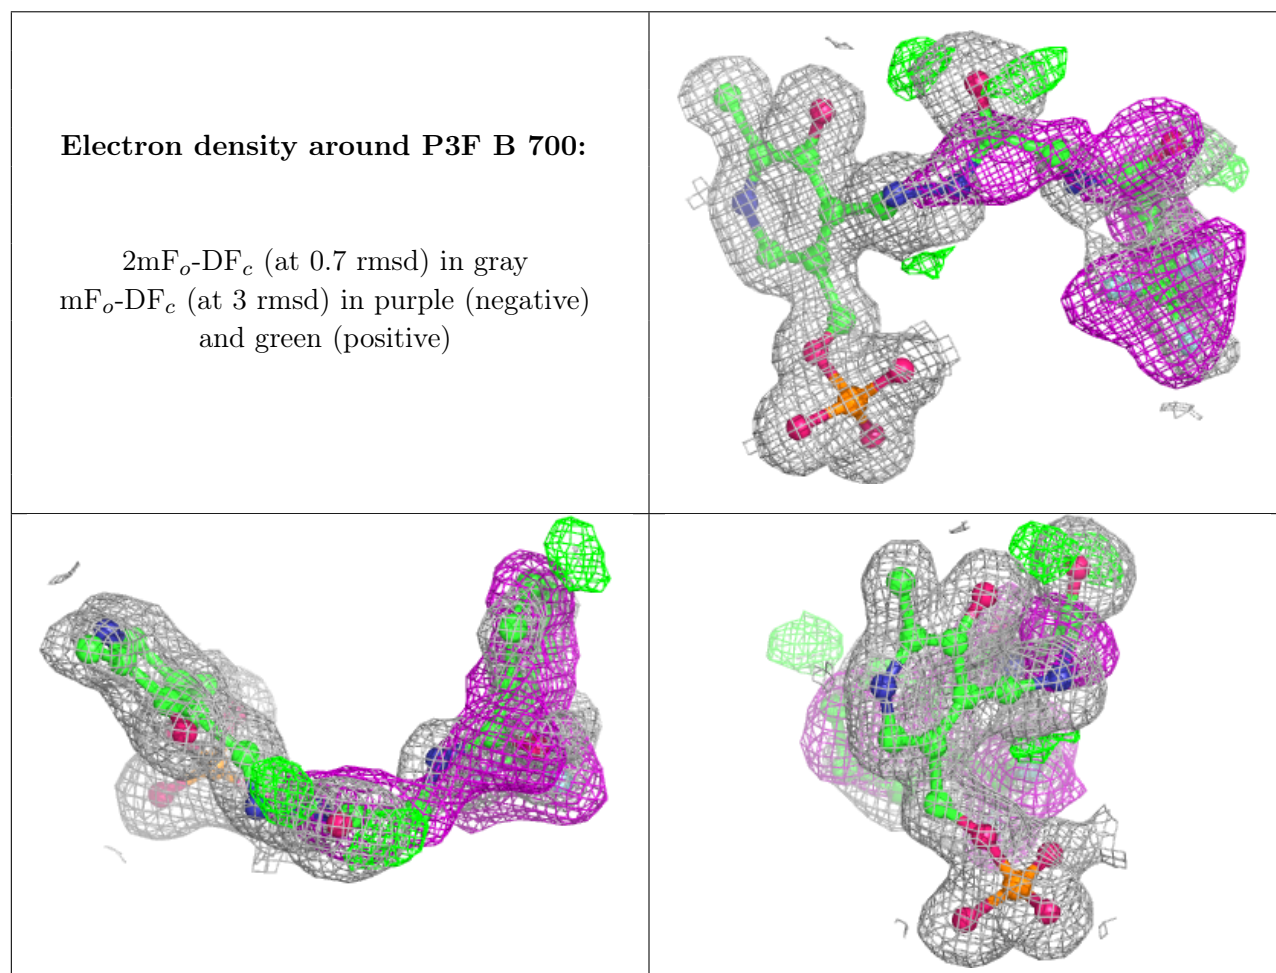 Electron density around P3F B 700:
2mFo-DFc (at 0.7 rmsd) in gray
mFo-DFc (at 3 rmsd) in purple (negative)
and green (positive)